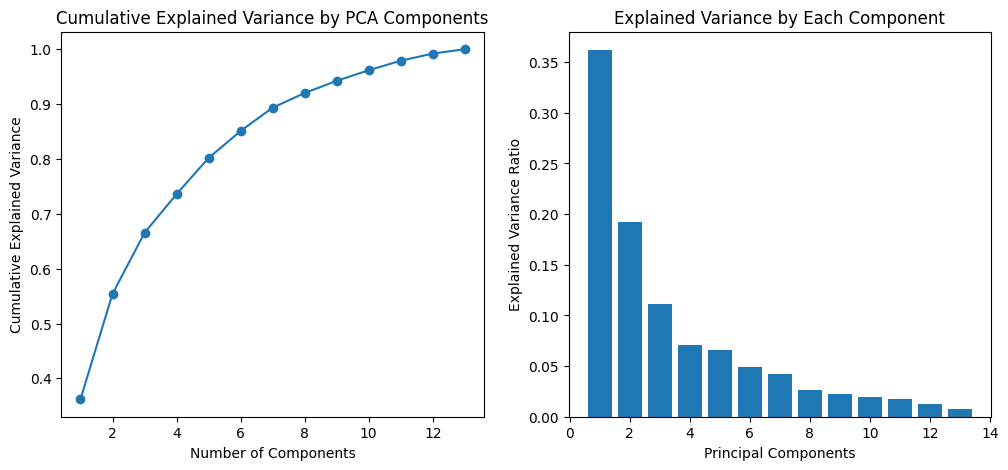 Cumulative Explained Variance by PCA Components
1.0
0.9
0.8
0.7
0.6
0.5
0.4
Cumulative Explained Variance
2 4 6 8 10 12
Number of Components
Explained Variance by Each Component
0.35
0.30
0.25
0.20
0.15
0.10
0.05
0.00
Explained Variance Ratio
0 2 4 6 8 10 12 14
Principal Components